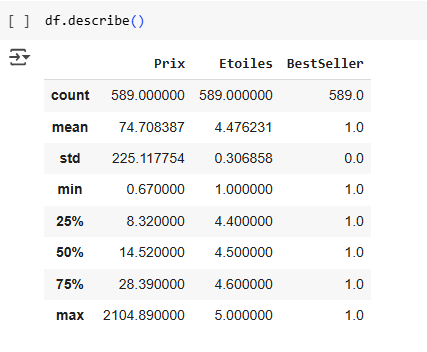 [ ] df.describe()
Prix Etoiles BestSeller
count 589.000000 589.000000 589.0
mean 74.708387 4.476231 1.0
std 225.117754 0.306858 0.0
min 0.670000 1.000000 1.0
25% 8.320000 4.400000 1.0
50% 14.520000 4.500000 1.0
75% 28.390000 4.600000 1.0
max 2104.890000 5.000000 1.0